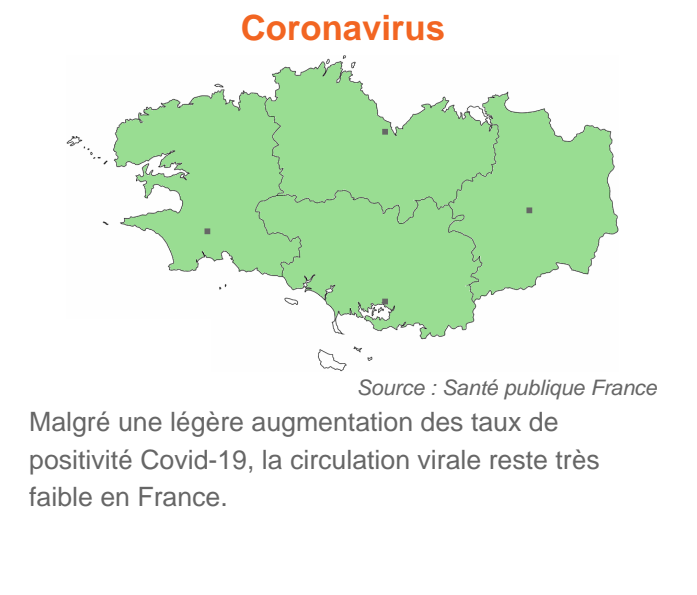 Coronavirus
Source : Santé publique France
Malgré une légère augmentation des taux de
positivité Covid-19, la circulation virale reste très
faible en France.